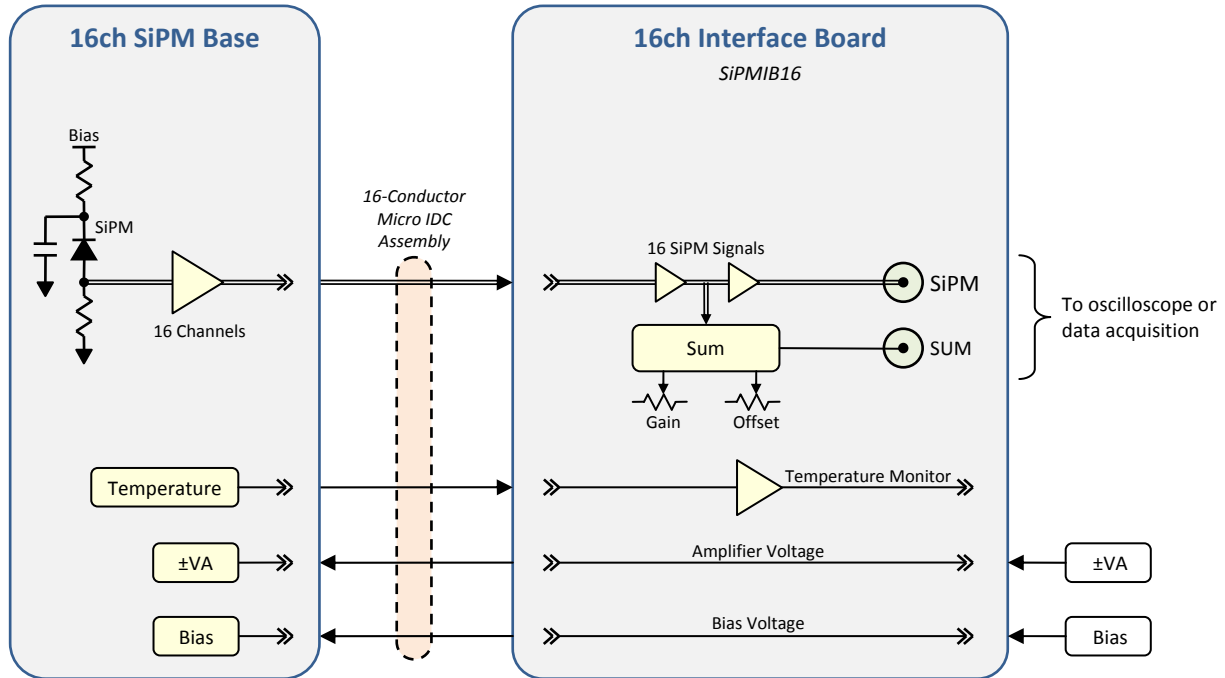 16ch SiPM Base
Bias
SiPM
16 Channels
Temperature
±VA
Bias
16-Conductor
Micro IDC
Assembly
16ch Interface Board
SiPMIB16
16 SiPM Signals
SiPM
Sum
SUM
Gain
Offset
Temperature Monitor
Amplifier Voltage
Bias Voltage
To oscilloscope or
data acquisition
±VA
Bias